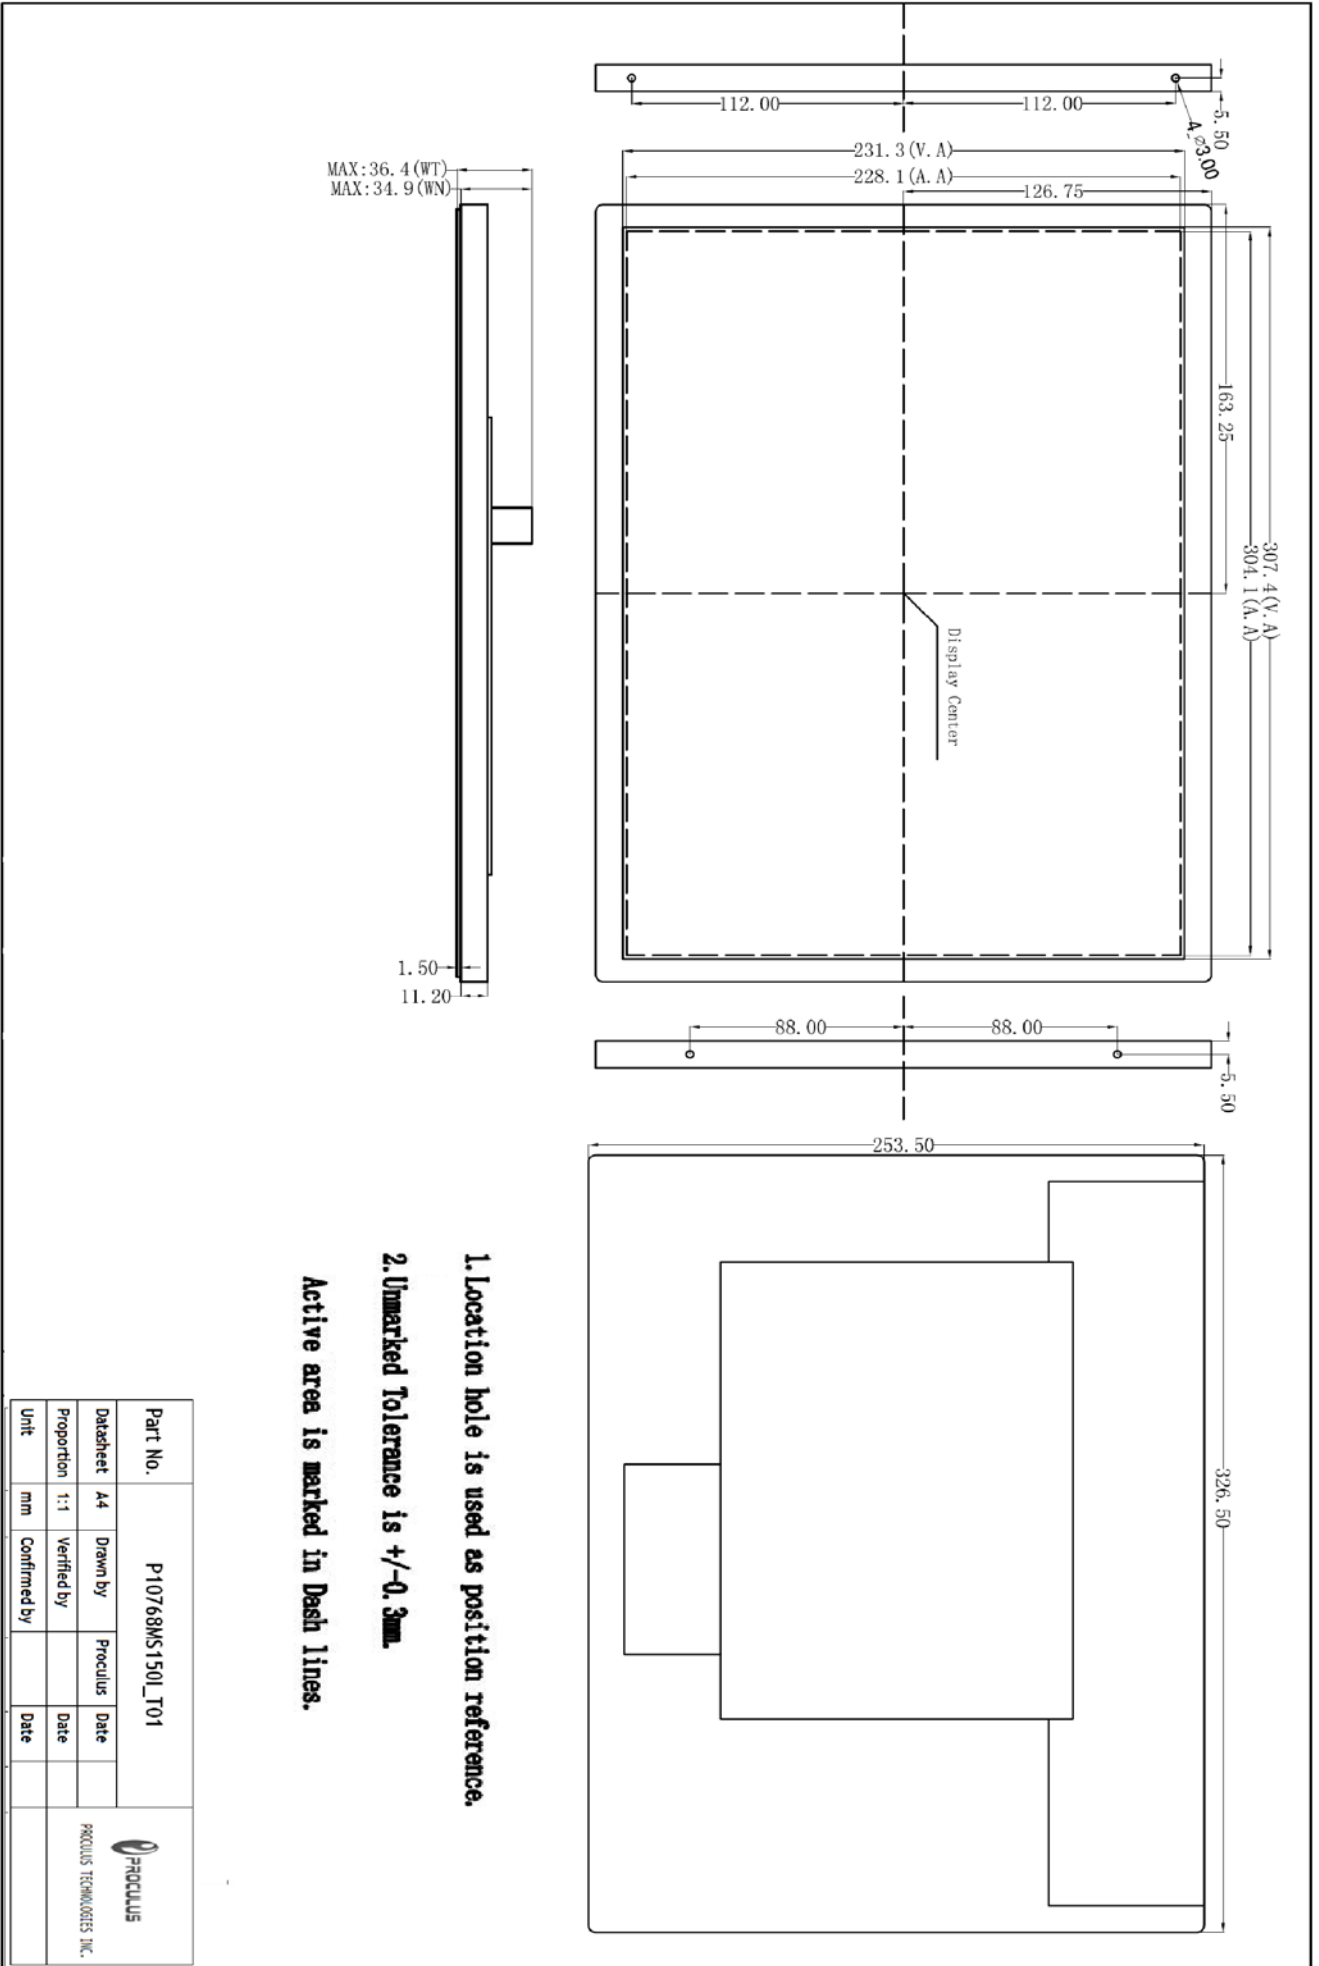 5.50
4_⌀3.00
112.00
112.00
231.3(V.A)
228.1(A.A)
126.75
MAX:36.4(WT)
MAX:34.9(WN)
163.25
307.4(V.A)
304.1(A.A)
Display Center
1.50
11.20
88.00
88.00
5.50
253.50
326.50
1.Location hole is used as position reference.
2.Unmarked Tolerance is +/-0.3mm.
Active area is marked in Dash lines.
Part No. P10768MS150I_T01
Datasheet A4 Drawn by Proculus Date
Proportion 1:1 Verified by Date
Unit mm Confirmed by Date
PROCULUS
PROCULUS TECHNOLOGIES INC.